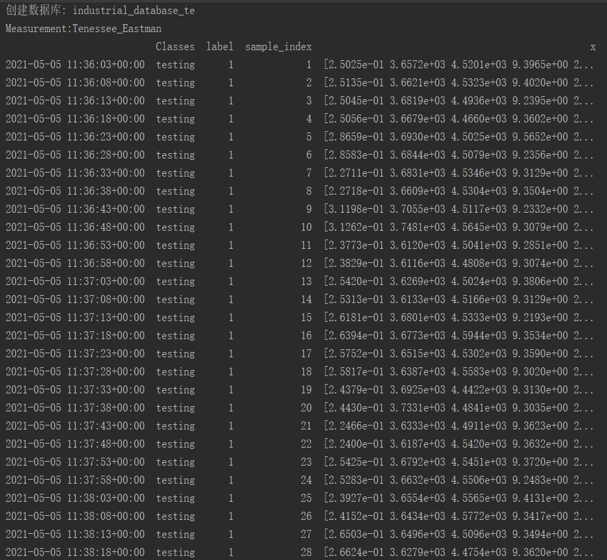 创建数据库: industrial_database_te
Measurement:Tenessee_Eastman
Classes label sample_index x
2021-05-05 11:36:03+00:00 testing 1 1 [2.5025e-01 3.6572e+03 4.5201e+03 9.3965e+00 2...
2021-05-05 11:36:08+00:00 testing 1 2 [2.5135e-01 3.6621e+03 4.5323e+03 9.4020e+00 2...
2021-05-05 11:36:13+00:00 testing 1 3 [2.5045e-01 3.6819e+03 4.4936e+03 9.2395e+00 2...
2021-05-05 11:36:18+00:00 testing 1 4 [2.5056e-01 3.6679e+03 4.4660e+03 9.3602e+00 2...
2021-05-05 11:36:23+00:00 testing 1 5 [2.8659e-01 3.6930e+03 4.5025e+03 9.5652e+00 2...
2021-05-05 11:36:28+00:00 testing 1 6 [2.8583e-01 3.6844e+03 4.5079e+03 9.2356e+00 2...
2021-05-05 11:36:33+00:00 testing 1 7 [2.2711e-01 3.6831e+03 4.5346e+03 9.3129e+00 2...
2021-05-05 11:36:38+00:00 testing 1 8 [2.2718e-01 3.6609e+03 4.5304e+03 9.3504e+00 2...
2021-05-05 11:36:43+00:00 testing 1 9 [3.1198e-01 3.7055e+03 4.5117e+03 9.2332e+00 2...
2021-05-05 11:36:48+00:00 testing 1 10 [3.1262e-01 3.7481e+03 4.5645e+03 9.3079e+00 2...
2021-05-05 11:36:53+00:00 testing 1 11 [2.3773e-01 3.6120e+03 4.5041e+03 9.2851e+00 2...
2021-05-05 11:36:58+00:00 testing 1 12 [2.3829e-01 3.6116e+03 4.4808e+03 9.3074e+00 2...
2021-05-05 11:37:03+00:00 testing 1 13 [2.5420e-01 3.6269e+03 4.5024e+03 9.3806e+00 2...
2021-05-05 11:37:08+00:00 testing 1 14 [2.5313e-01 3.6133e+03 4.5166e+03 9.3129e+00 2...
2021-05-05 11:37:13+00:00 testing 1 15 [2.6181e-01 3.6801e+03 4.5333e+03 9.2193e+00 2...
2021-05-05 11:37:18+00:00 testing 1 16 [2.6394e-01 3.6773e+03 4.5944e+03 9.3534e+00 2...
2021-05-05 11:37:23+00:00 testing 1 17 [2.5752e-01 3.6515e+03 4.5302e+03 9.3590e+00 2...
2021-05-05 11:37:28+00:00 testing 1 18 [2.5817e-01 3.6387e+03 4.5583e+03 9.3020e+00 2...
2021-05-05 11:37:33+00:00 testing 1 19 [2.4379e-01 3.6925e+03 4.4422e+03 9.3130e+00 2...
2021-05-05 11:37:38+00:00 testing 1 20 [2.4430e-01 3.7331e+03 4.4841e+03 9.3035e+00 2...
2021-05-05 11:37:43+00:00 testing 1 21 [2.2466e-01 3.6333e+03 4.4911e+03 9.3623e+00 2...
2021-05-05 11:37:48+00:00 testing 1 22 [2.2400e-01 3.6187e+03 4.5420e+03 9.3632e+00 2...
2021-05-05 11:37:53+00:00 testing 1 23 [2.5425e-01 3.6792e+03 4.5451e+03 9.3720e+00 2...
2021-05-05 11:37:58+00:00 testing 1 24 [2.5283e-01 3.6632e+03 4.5506e+03 9.2483e+00 2...
2021-05-05 11:38:03+00:00 testing 1 25 [2.3927e-01 3.6554e+03 4.5565e+03 9.4131e+00 2...
2021-05-05 11:38:08+00:00 testing 1 26 [2.4152e-01 3.6434e+03 4.5772e+03 9.3417e+00 2...
2021-05-05 11:38:13+00:00 testing 1 27 [2.6503e-01 3.6496e+03 4.5096e+03 9.3494e+00 2...
2021-05-05 11:38:18+00:00 testing 1 28 [2.6624e-01 3.6279e+03 4.4754e+03 9.3620e+00 2...